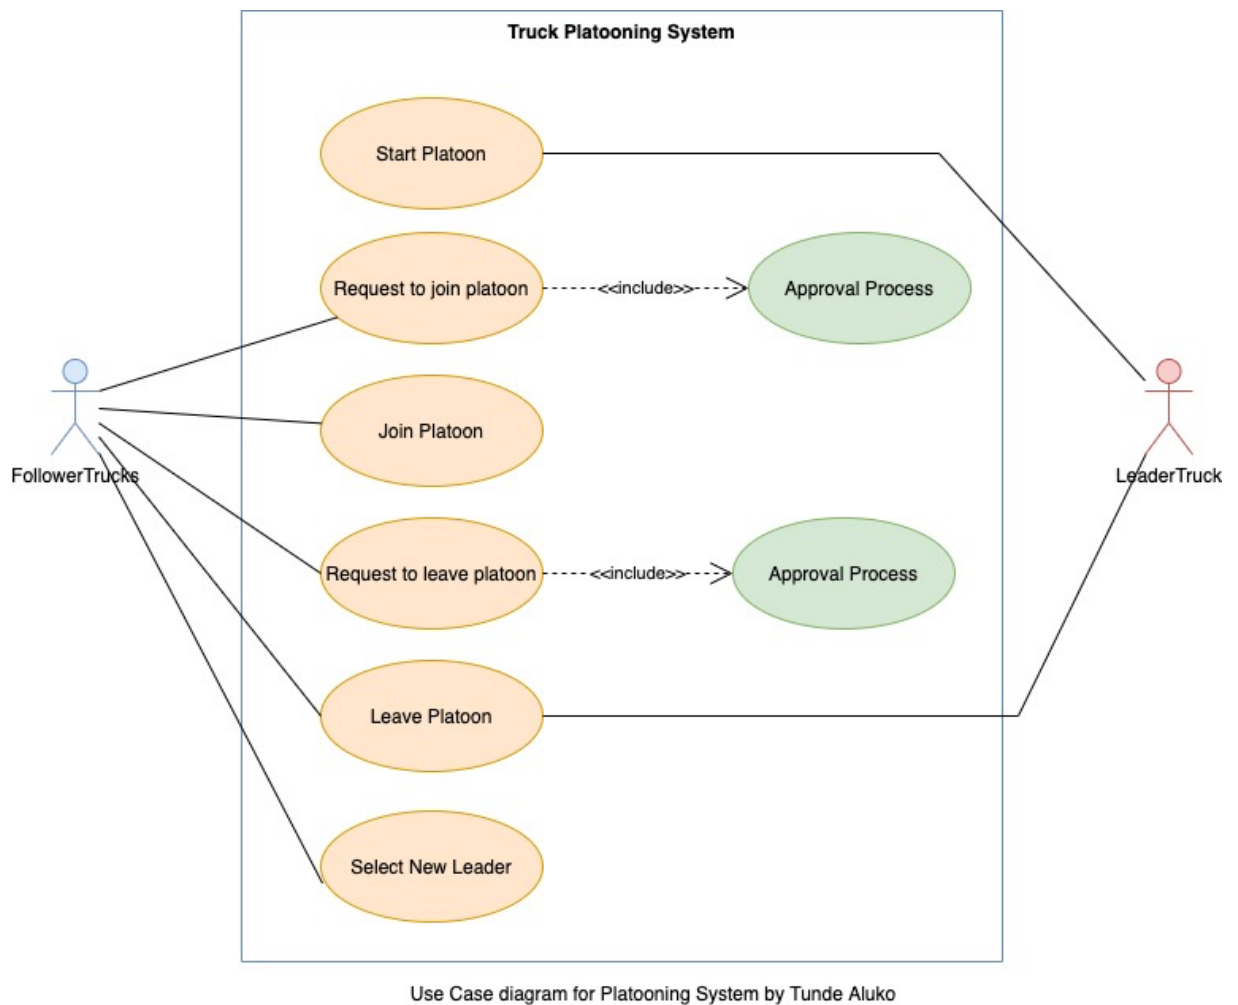 Truck Platooning System
Start Platoon
Request to join platoon
<<include>>
Approval Process
Join Platoon
FollowerTrucks
LeaderTruck
Request to leave platoon
<<include>>
Approval Process
Leave Platoon
Select New Leader
Use Case diagram for Platooning System by Tunde Aluko